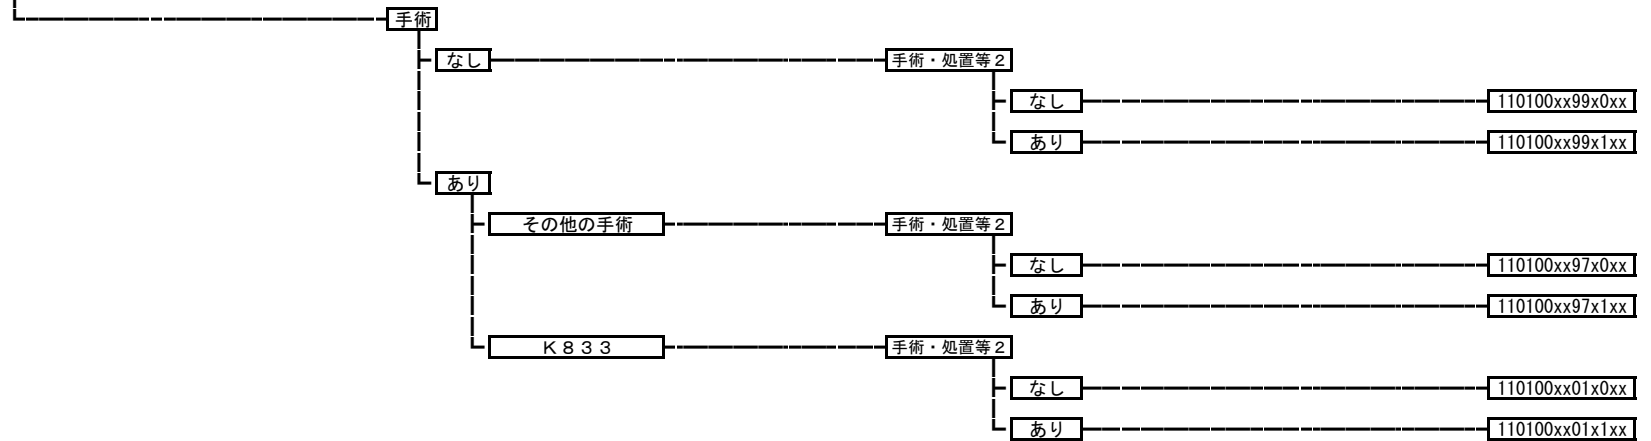 手術
なし 手術・処置等２
なし 110100xx99x0xx
あり 110100xx99x1xx
あり
その他の手術 手術・処置等２
なし 110100xx97x0xx
あり 110100xx97x1xx
Ｋ８３３ 手術・処置等２
なし 110100xx01x0xx
あり 110100xx01x1xx